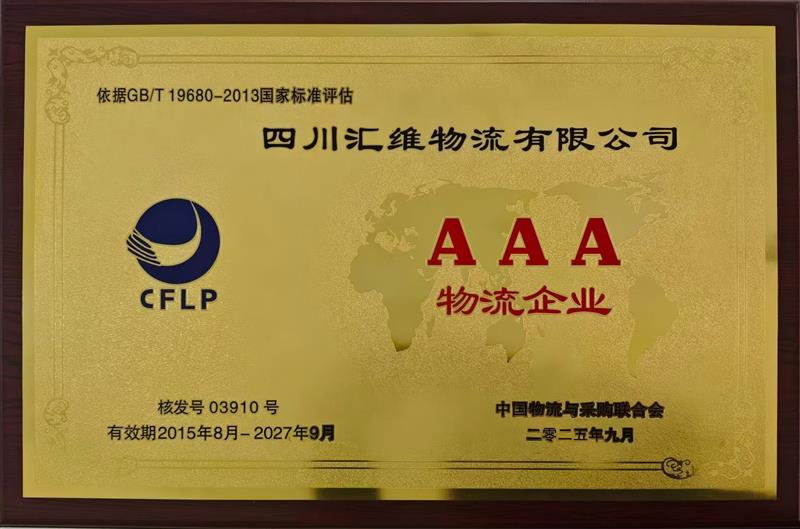 依据GB/T 19680-2013国家标准评估
四川汇维物流有限公司
CFLP
AAA
物流企业
核发号 03910 号
有效期2015年8月-2027年9月
中国物流与采购联合会
二零二五年九月